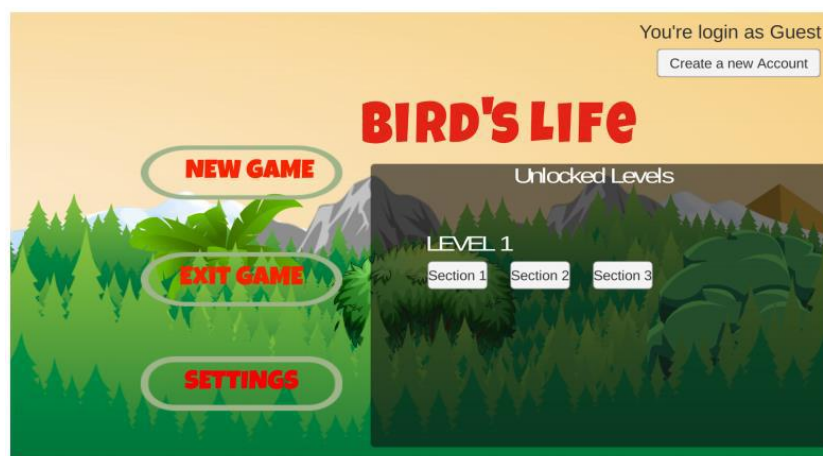 You're login as Guest
Create a new Account
BIRD'S LIFe
NEW GAME
Unlocked Levels
LEVEL 1
Section 1 Section 2 Section 3
EXIT GAME
SETTINGS